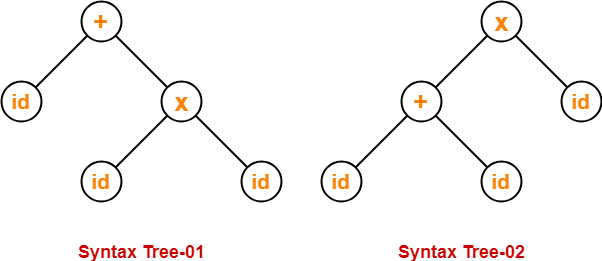 + x
id x + id
id id id id
Syntax Tree-01 Syntax Tree-02